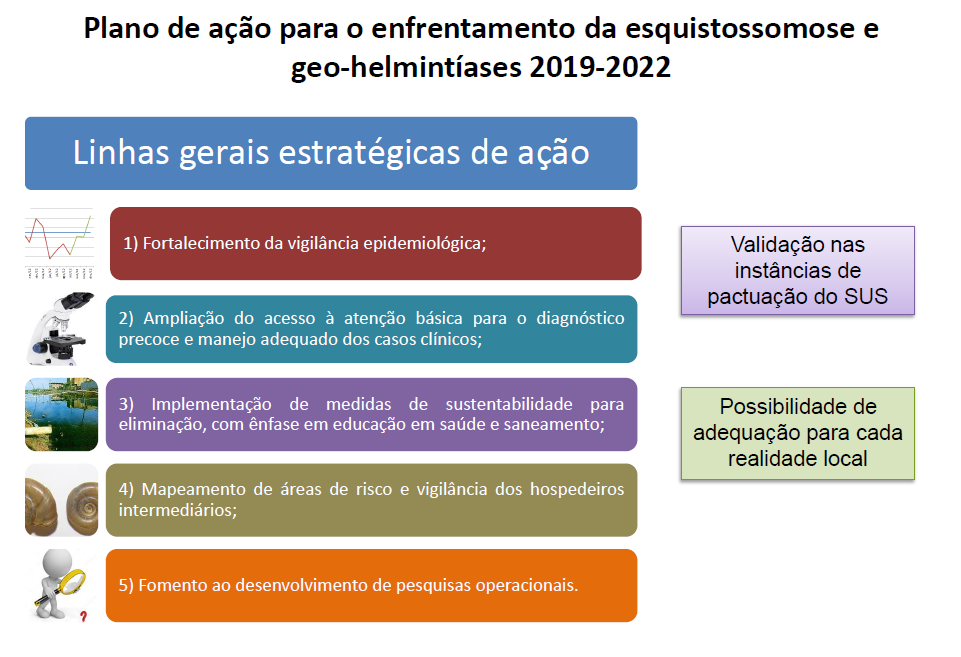 Plano de ação para o enfrentamento da esquistossomose e
geo-helmintíases 2019-2022
Linhas gerais estratégicas de ação
1) Fortalecimento da vigilância epidemiológica;
2) Ampliação do acesso à atenção básica para o diagnóstico
precoce e manejo adequado dos casos clínicos;
3) Implementação de medidas de sustentabilidade para
eliminação, com ênfase em educação em saúde e saneamento;
4) Mapeamento de áreas de risco e vigilância dos hospedeiros
intermediários;
5) Fomento ao desenvolvimento de pesquisas operacionais.
?
Validação nas
instâncias de
pactuação do SUS
Possibilidade de
adequação para cada
realidade local